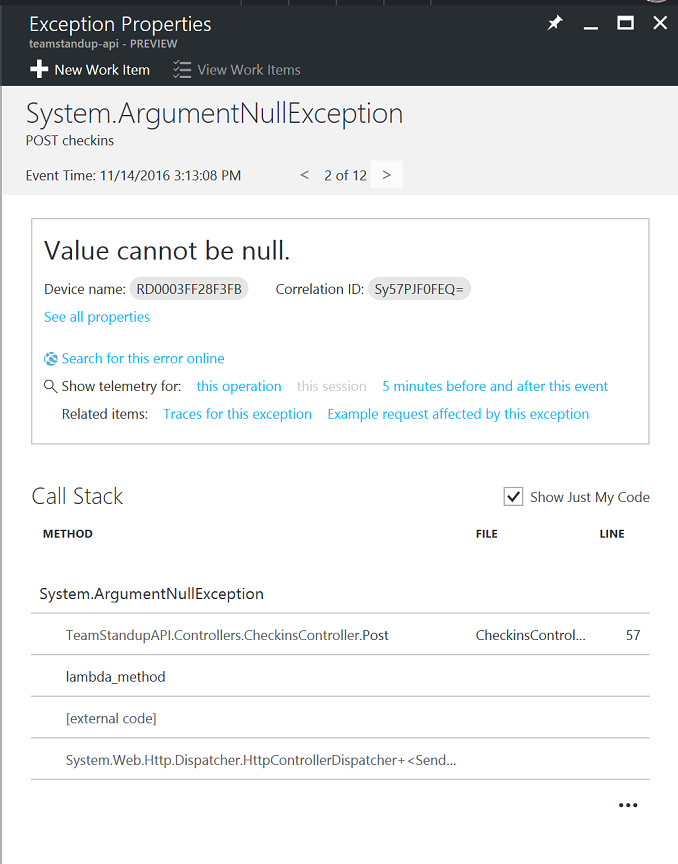 Exception Properties
teamstandup-api - PREVIEW
New Work Item View Work Items
System.ArgumentNullException
POST checkins
Event Time: 11/14/2016 3:13:08 PM < 2 of 12 >
Value cannot be null.
Device name: RD0003FF28F3FB Correlation ID: Sy57PJF0FEQ=
See all properties
Search for this error online
Show telemetry for: this operation this session 5 minutes before and after this event
Related items: Traces for this exception Example request affected by this exception
Call Stack Show Just My Code
METHOD FILE LINE
System.ArgumentNullException
TeamStandupAPI.Controllers.CheckinsController.Post CheckinsControl... 57
lambda_method
[external code]
System.Web.Http.Dispatcher.HttpControllerDispatcher+<Send...